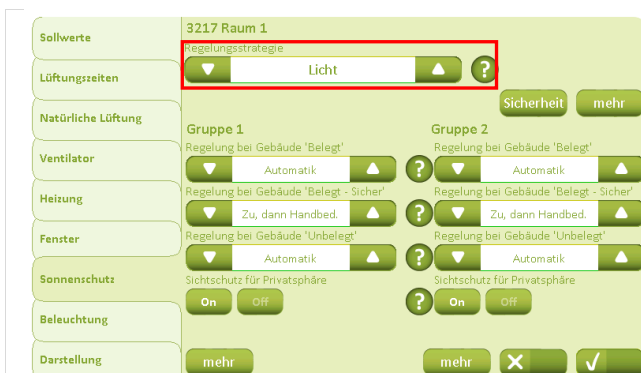 Sollwerte
Lüftungszeiten
Natürliche Lüftung
Ventilator
Heizung
Fenster
Sonnenschutz
Beleuchtung
Darstellung
3217 Raum 1
Regelungsstrategie
Licht
?
Sicherheit mehr
Gruppe 1 Gruppe 2
Regelung bei Gebäude 'Belegt' Regelung bei Gebäude 'Belegt'
Automatik ? Automatik
Regelung bei Gebäude 'Belegt - Sicher' Regelung bei Gebäude 'Belegt - Sicher'
Zu, dann Handbed. ? Zu, dann Handbed.
Regelung bei Gebäude 'Unbelegt' Regelung bei Gebäude 'Unbelegt'
Automatik ? Automatik
Sichtschutz für Privatsphäre Sichtschutz für Privatsphäre
On Off ? On Off
mehr mehr